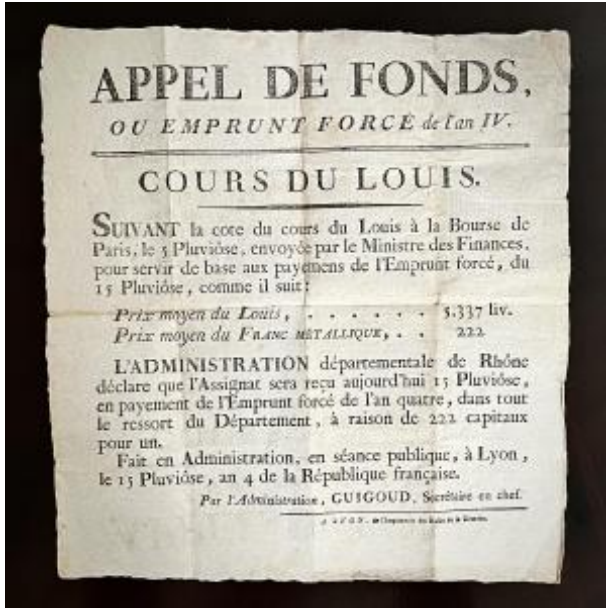 APPEL DE FONDS,
OU EMPRUNT FORCÉ de l'an IV.
COURS DU LOUIS.
SUIVANT la cote du cours du Louis à la Bourse de
Paris, le 5 Pluviôse, envoyée par le Ministre des Finances,
pour servir de base aux payemens de l'Emprunt forcé, du
15 Pluviôse, comme il suit:
Prix moyen du Louis, . . . . . . 5.337 liv.
Prix moyen du FRANC MÉTALLIQUE, . . 222
L'ADMINISTRATION départementale de Rhône
déclare que l'Assignat sera reçu aujourd'hui 15 Pluviôse,
en payement de l'Emprunt forcé de l'an quatre, dans tout
le ressort du Département, à raison de 222 capitaux
pour un.
Fait en Administration, en séance publique, à Lyon,
le 15 Pluviôse, an 4 de la République française.
Par l'Administration, GUIGOUD, Secrétaire en chef.
A LYON, de l'Imprimerie